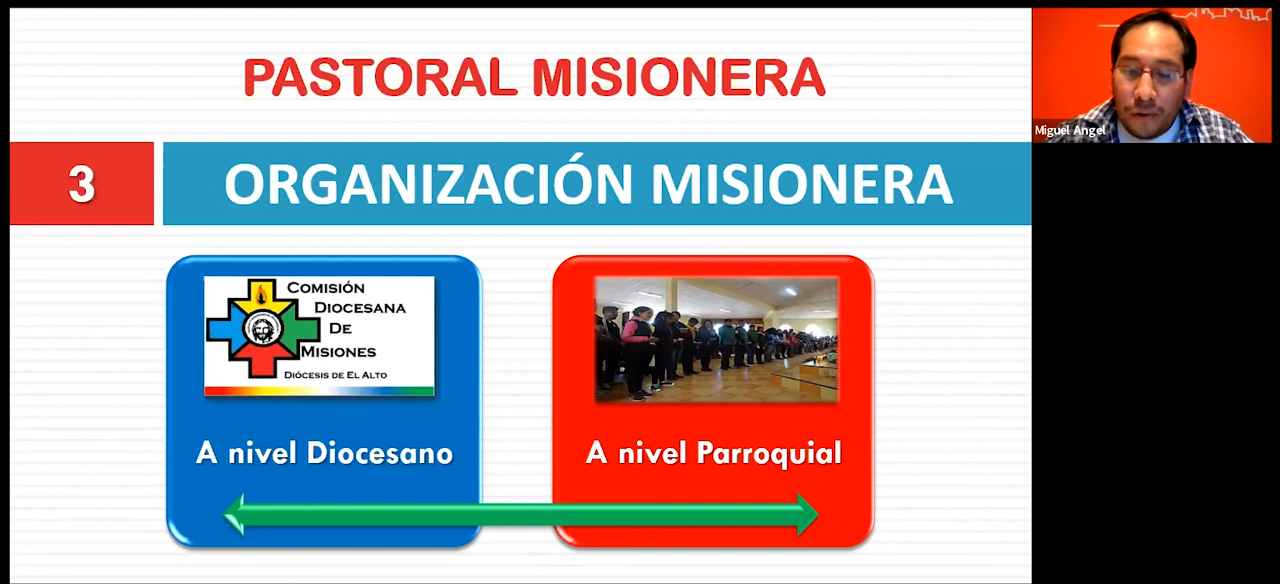 PASTORAL MISIONERA
3
ORGANIZACIÓN MISIONERA
COMISIÓN
DIOCESANA
DE
MISIONES
DIÓCESIS DE EL ALTO
A nivel Diocesano
A nivel Parroquial
Miguel Angel